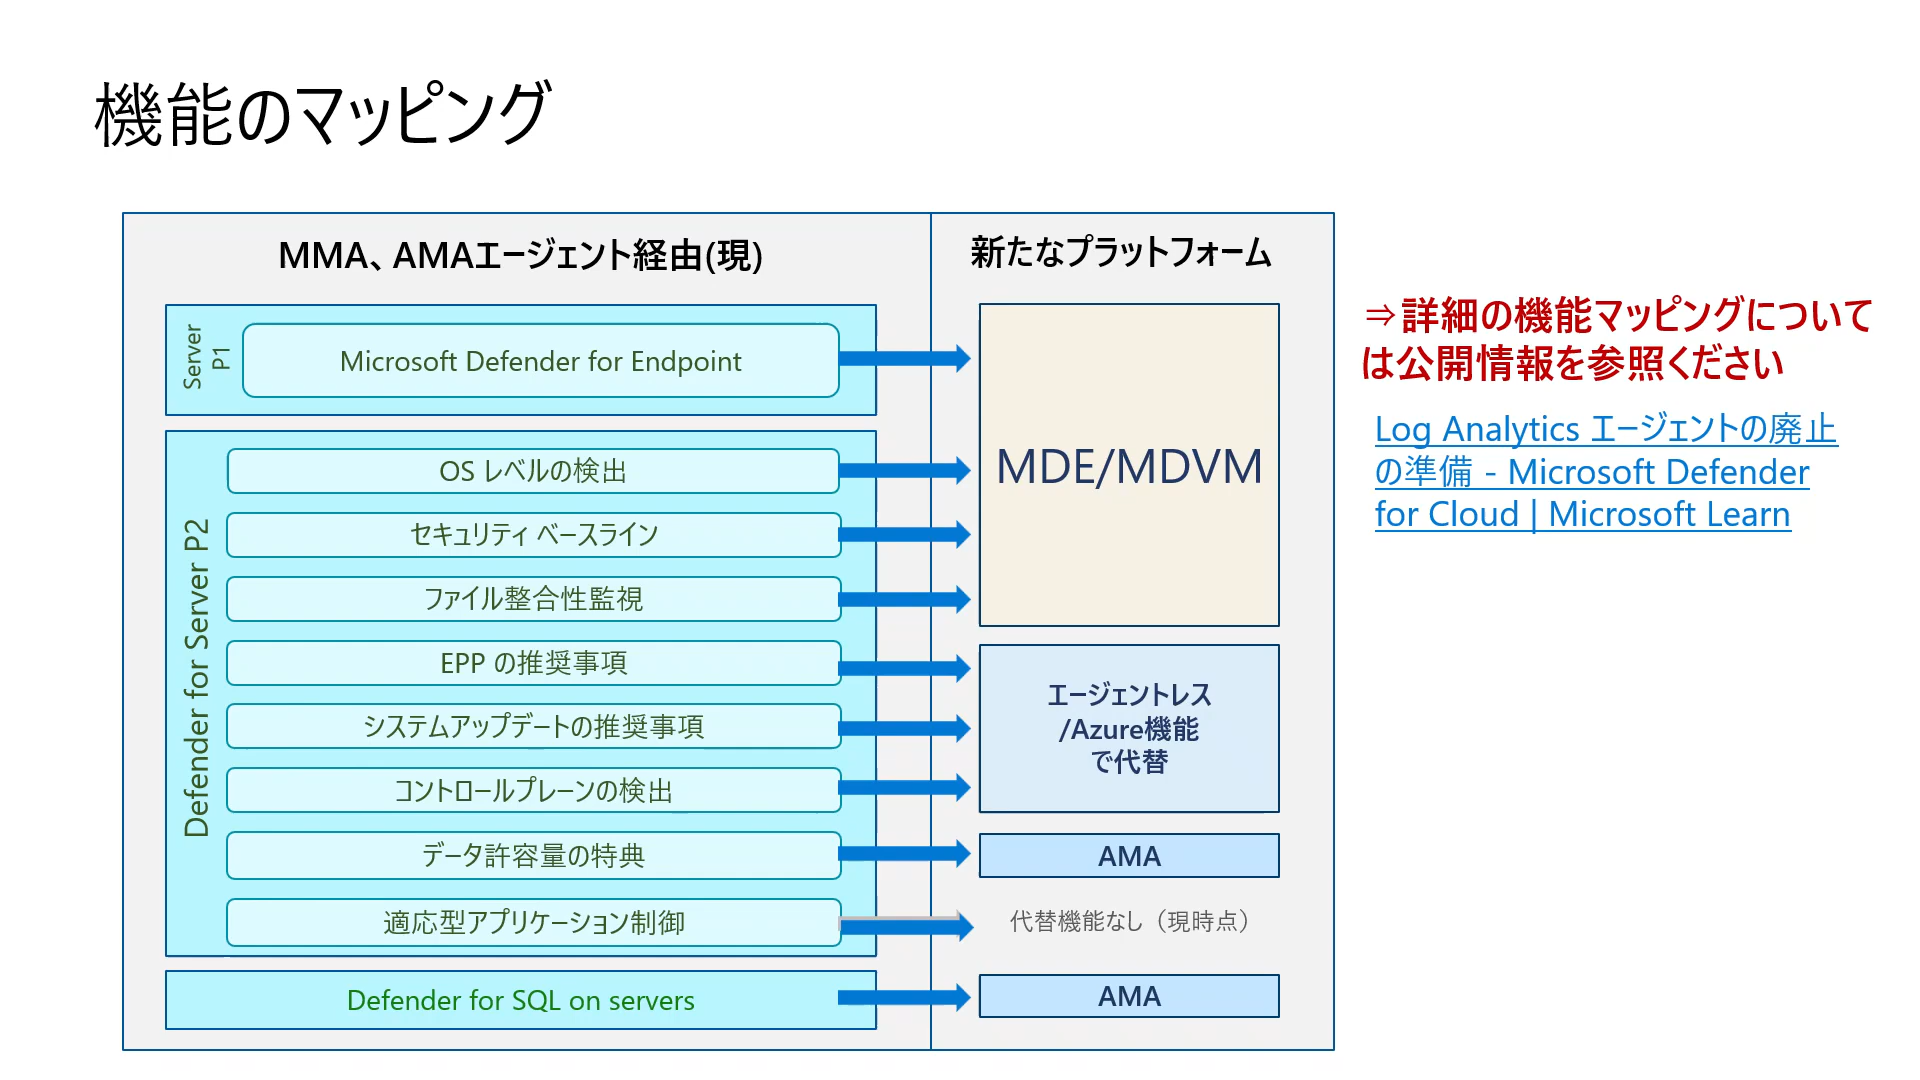 機能のマッピング
MMA、AMAエージェント経由(現)
新たなプラットフォーム
Server
P1
Microsoft Defender for Endpoint
Defender for Server P2
OS レベルの検出
セキュリティ ベースライン
ファイル整合性監視
EPP の推奨事項
システムアップデートの推奨事項
コントロールプレーンの検出
データ許容量の特典
適応型アプリケーション制御
Defender for SQL on servers
MDE/MDVM
エージェントレス
/Azure機能
で代替
AMA
代替機能なし（現時点）
AMA
⇒詳細の機能マッピングについて
は公開情報を参照ください
Log Analytics エージェントの廃止
の準備 - Microsoft Defender
for Cloud | Microsoft Learn